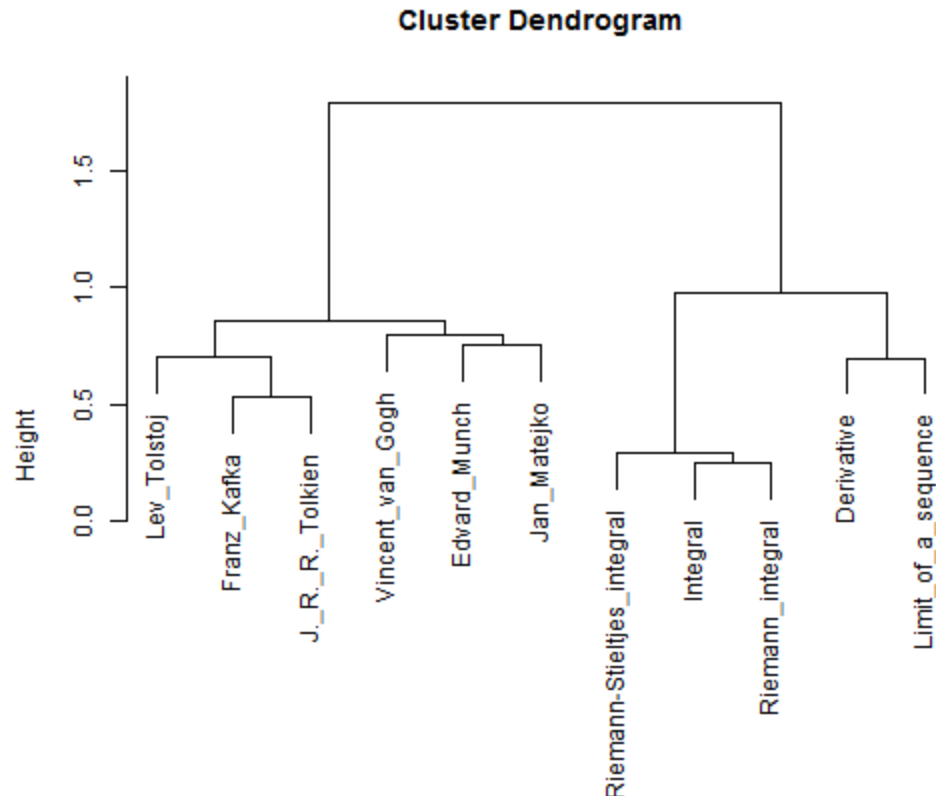 Cluster Dendrogram
Height
0.0
0.5
1.0
1.5
Lev_Tolstoj
Franz_Kafka
J._R._R._Tolkien
Vincent_van_Gogh
Edvard_Munch
Jan_Matejko
Riemann-Stieltjes_integral
Integral
Riemann_integral
Derivative
Limit_of_a_sequence